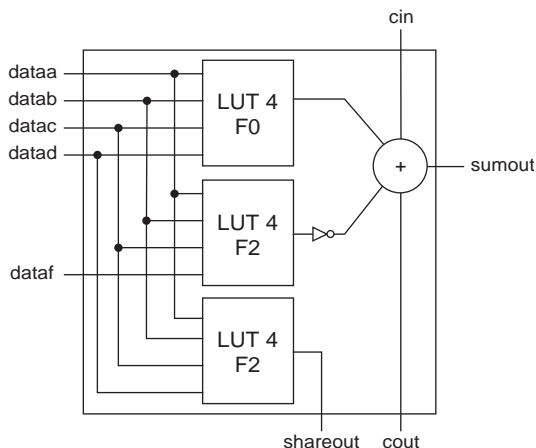 cin
dataa
datab
datac
datad
LUT 4
F0
+
sumout
LUT 4
F2
dataf
LUT 4
F2
shareout
cout